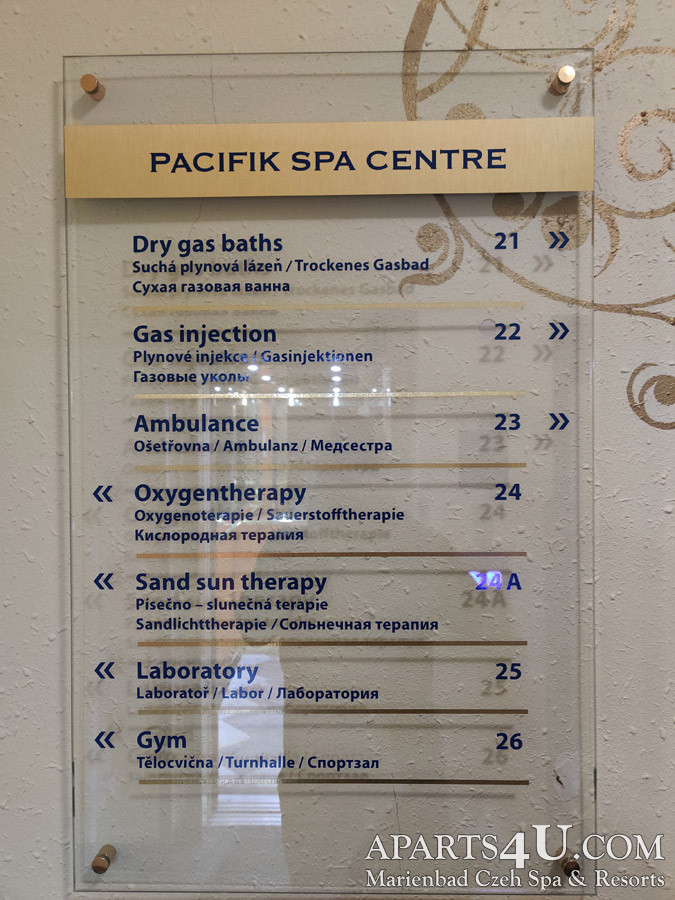 PACIFIK SPA CENTRE
Dry gas baths 21 »
Suchá plynová lázeň / Trockenes Gasbad
Сухая газовая ванна
Gas injection 22 »
Plynové injekce / Gasinjektionen
Газовые уколы
Ambulance 23 »
Ošetřovna / Ambulanz / Медсестра
« Oxygentherapy 24
Oxygenoterapie / Sauerstofftherapie
Кислородная терапия
« Sand sun therapy 24 A
Písečno – slunečná terapie
Sandlichttherapie / Сольнечная терапия
« Laboratory 25
Laboratoř / Labor / Лаборатория
« Gym 26
Tělocvična / Turnhalle / Спортзал
APARTS4U.COM
Marienbad Czeh Spa & Resorts